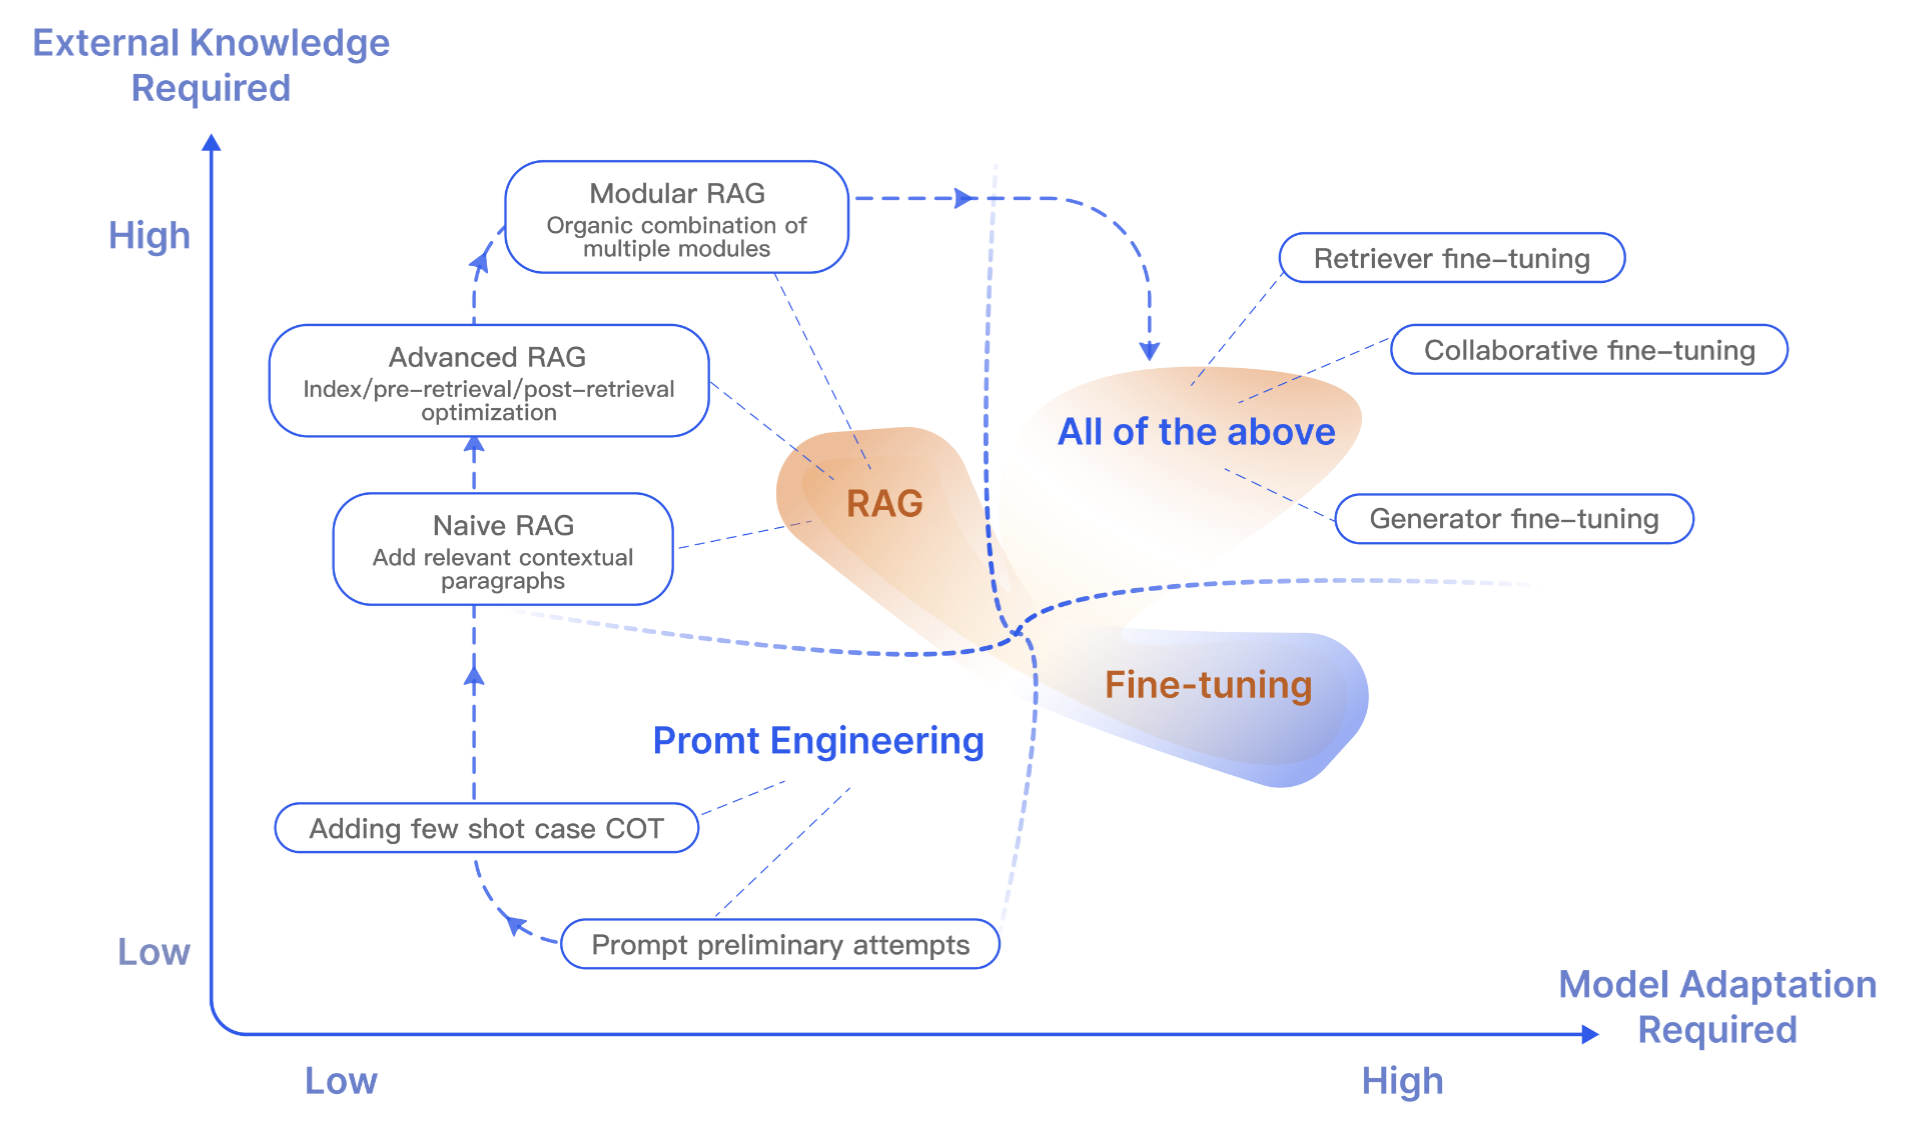 External Knowledge
Required
High
Modular RAG
Organic combination of
multiple modules
Retriever fine-tuning
Advanced RAG
Index/pre-retrieval/post-retrieval
optimization
Collaborative fine-tuning
All of the above
RAG
Naive RAG
Add relevant contextual
paragraphs
Generator fine-tuning
Fine-tuning
Promt Engineering
Adding few shot case COT
Prompt preliminary attempts
Low
Model Adaptation
Required
Low
High